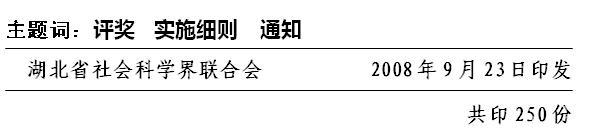 主题词：评奖　实施细则　通知
湖北省社会科学界联合会　2008年9月23日印发
共印250份